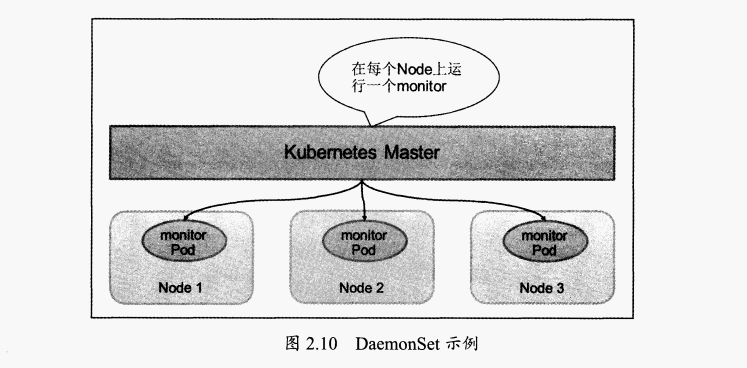 在每个Node上运
行一个monitor
Kubernetes Master
monitor
Pod
Node 1
monitor
Pod
Node 2
monitor
Pod
Node 3
图 2.10 DaemonSet 示例